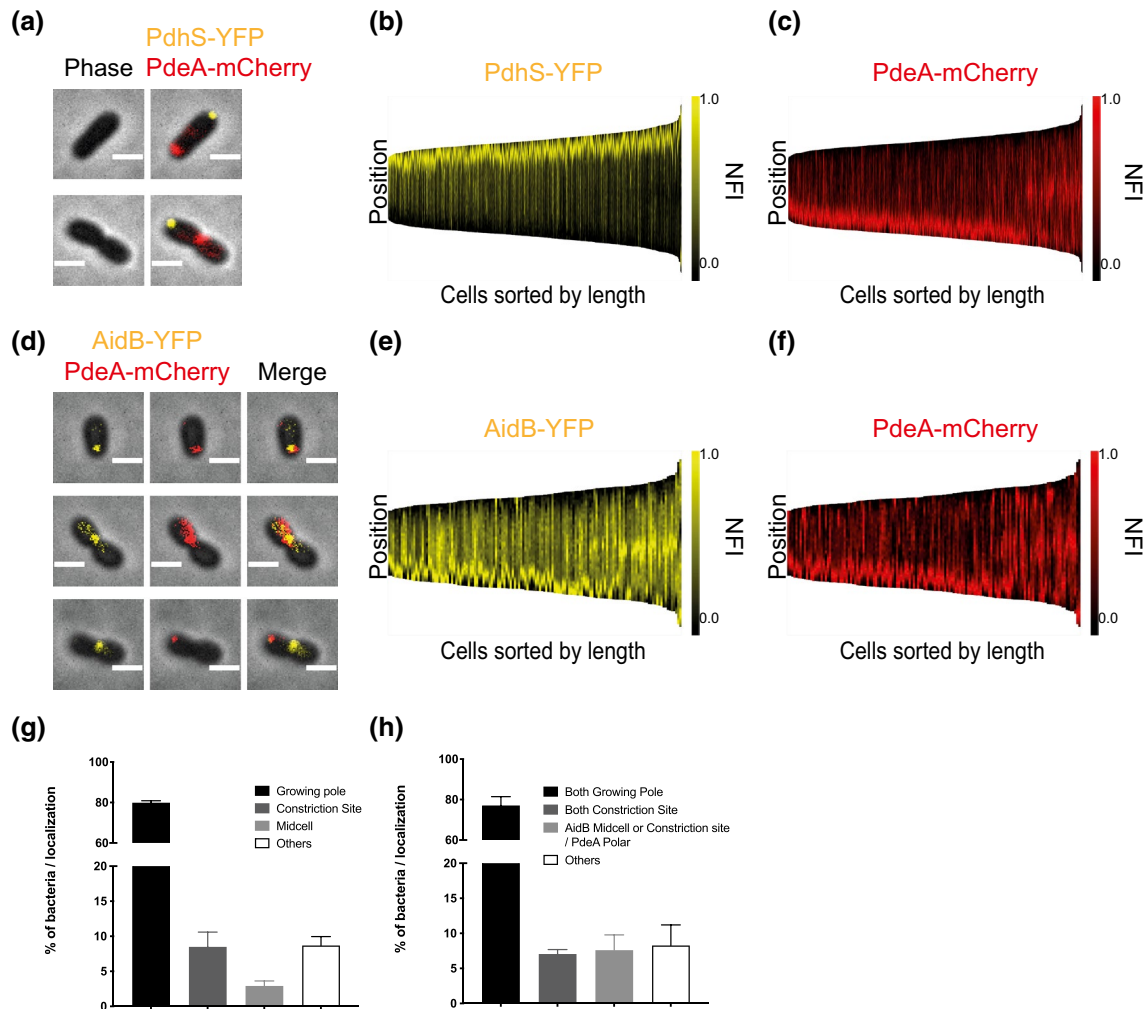 (a)
PdhS-YFP
Phase PdeA-mCherry
(b)
PdhS-YFP
Position
Cells sorted by length
1.0
NFI
0.0
(c)
PdeA-mCherry
Position
Cells sorted by length
1.0
NFI
0.0
(d)
AidB-YFP
PdeA-mCherry Merge
(e)
AidB-YFP
Position
Cells sorted by length
1.0
NFI
0.0
(f)
PdeA-mCherry
Position
Cells sorted by length
1.0
NFI
0.0
(g)
% of bacteria / localization
100
80
60
20
15
10
5
0
Growing pole
Constriction Site
Midcell
Others
(h)
% of bacteria / localization
100
80
60
20
15
10
5
0
Both Growing Pole
Both Constriction Site
AidB Midcell or Constriction site
/ PdeA Polar
Others